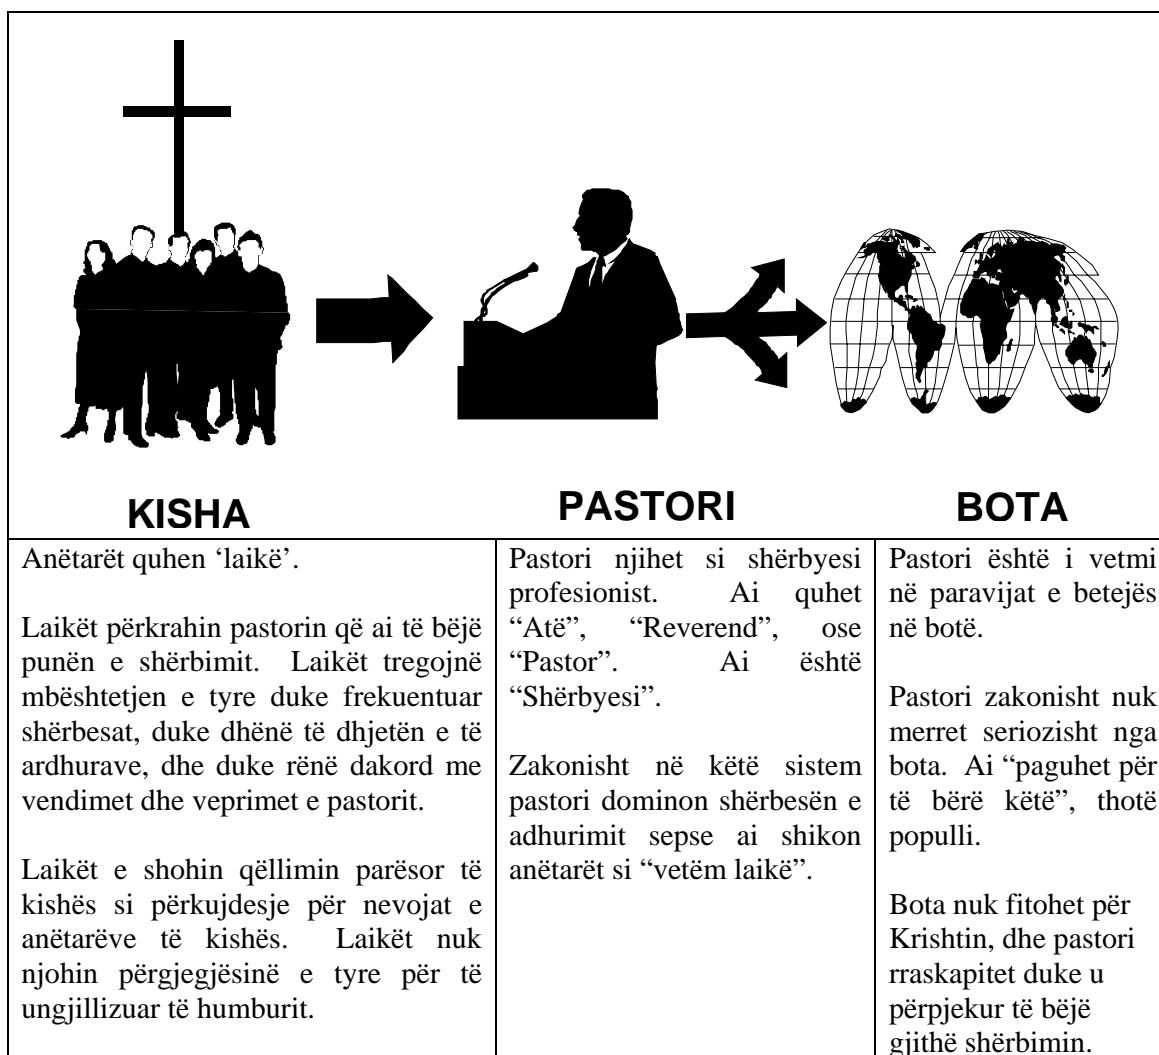 KISHA
PASTORI
BOTA
Anëtarët quhen ‘laikë’.
Laikët përkrahin pastorin që ai të bëjë
punën e shërbimit. Laikët tregojnë
mbështetjen e tyre duke frekuentuar
shërbesat, duke dhënë të dhjetën e të
ardhurave, dhe duke rënë dakord me
vendimet dhe veprimet e pastorit.
Laikët e shohin qëllimin parësor të
kishës si përkujdesje për nevojat e
anëtarëve të kishës. Laikët nuk
njohin përgjegjësinë e tyre për të
ungjillizuar të humburit.
Pastori njihet si shërbyesi
profesionist. Ai quhet
“Atë”, “Reverend”, ose
“Pastor”. Ai është
“Shërbyesi”.
Zakonisht në këtë sistem
pastori dominon shërbesën e
adhurimit sepse ai shikon
anëtarët si “vetëm laikë”.
Pastori është i vetmi
në paravijat e betejës
në botë.
Pastori zakonisht nuk
merret seriozisht nga
bota. Ai “paguhet për
të bërë këtë”, thotë
populli.
Bota nuk fitohet për
Krishtin, dhe pastori
rraskapitet duke u
përpjekur të bëjë
gjithë shërbimin.